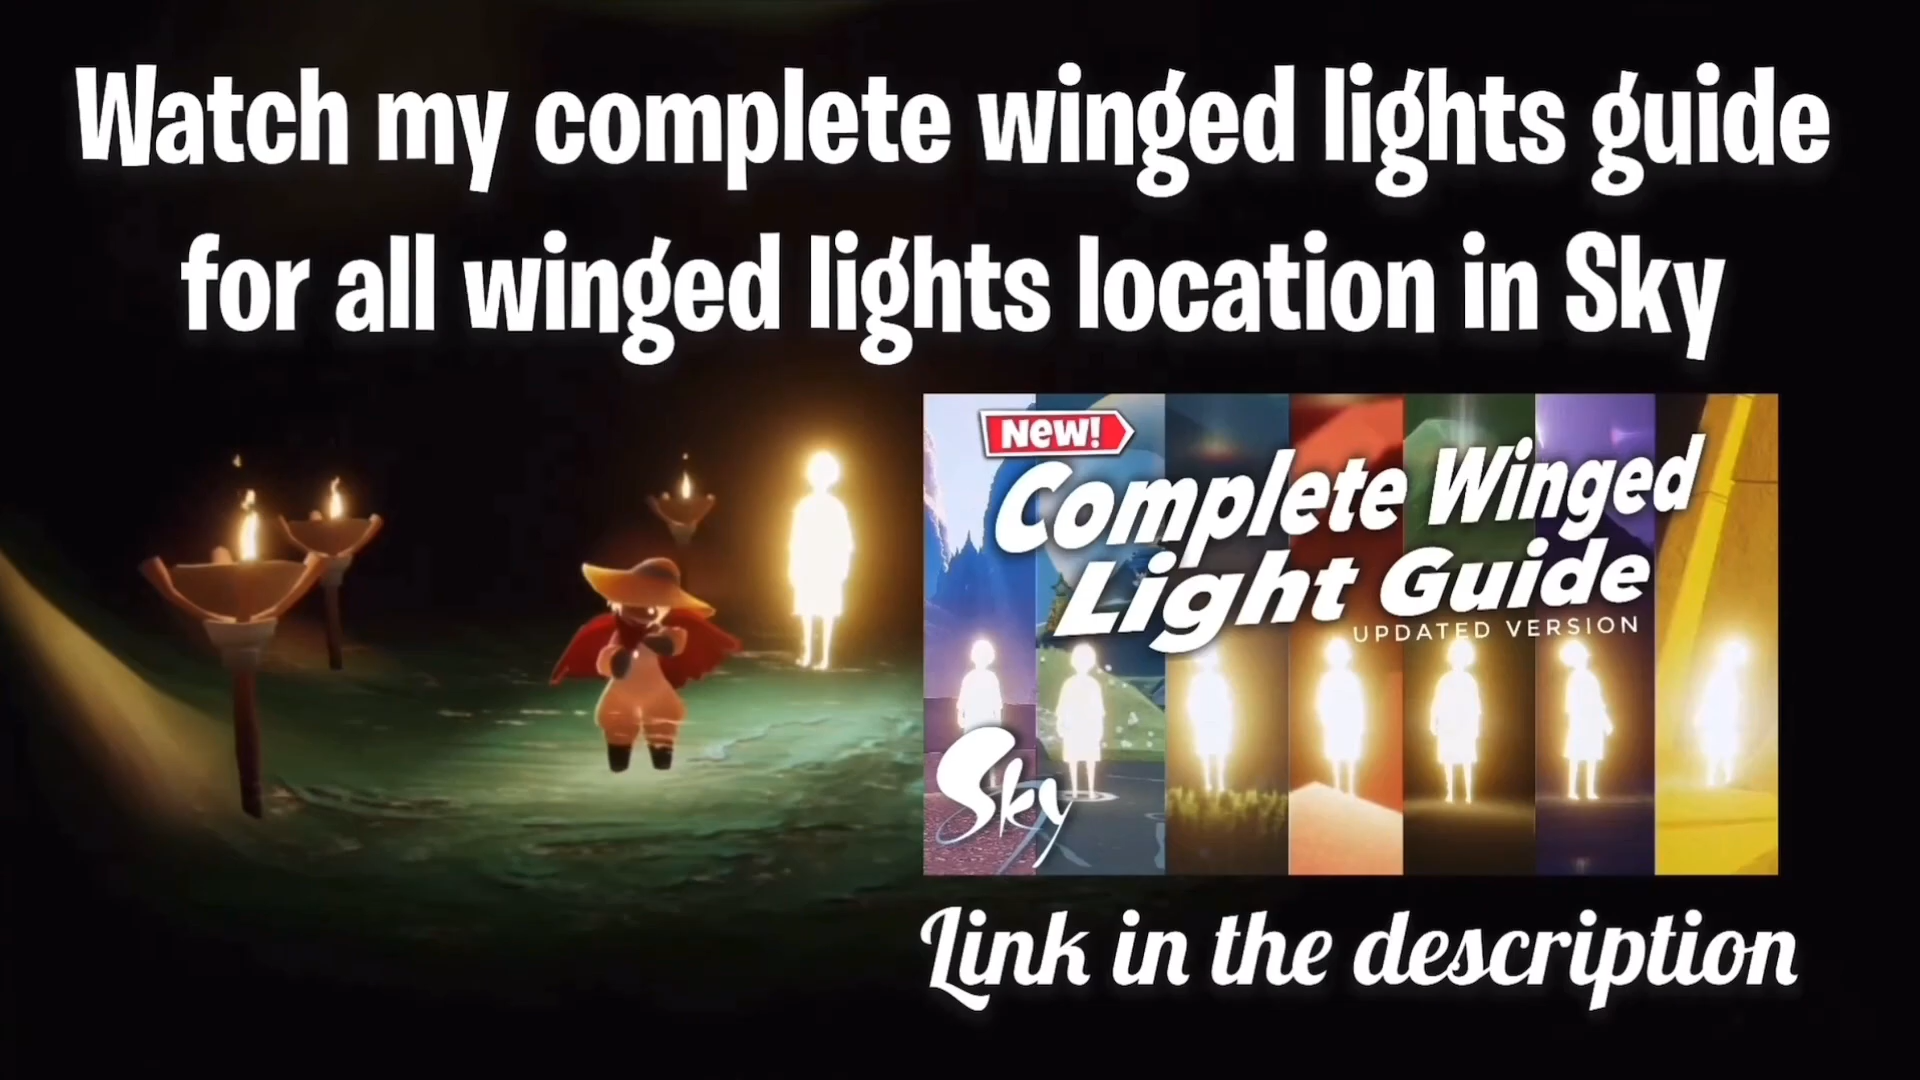 Watch my complete winged lights guide
for all winged lights location in Sky
New!
Complete Winged
Light Guide
UPDATED VERSION
Sky
Link in the description